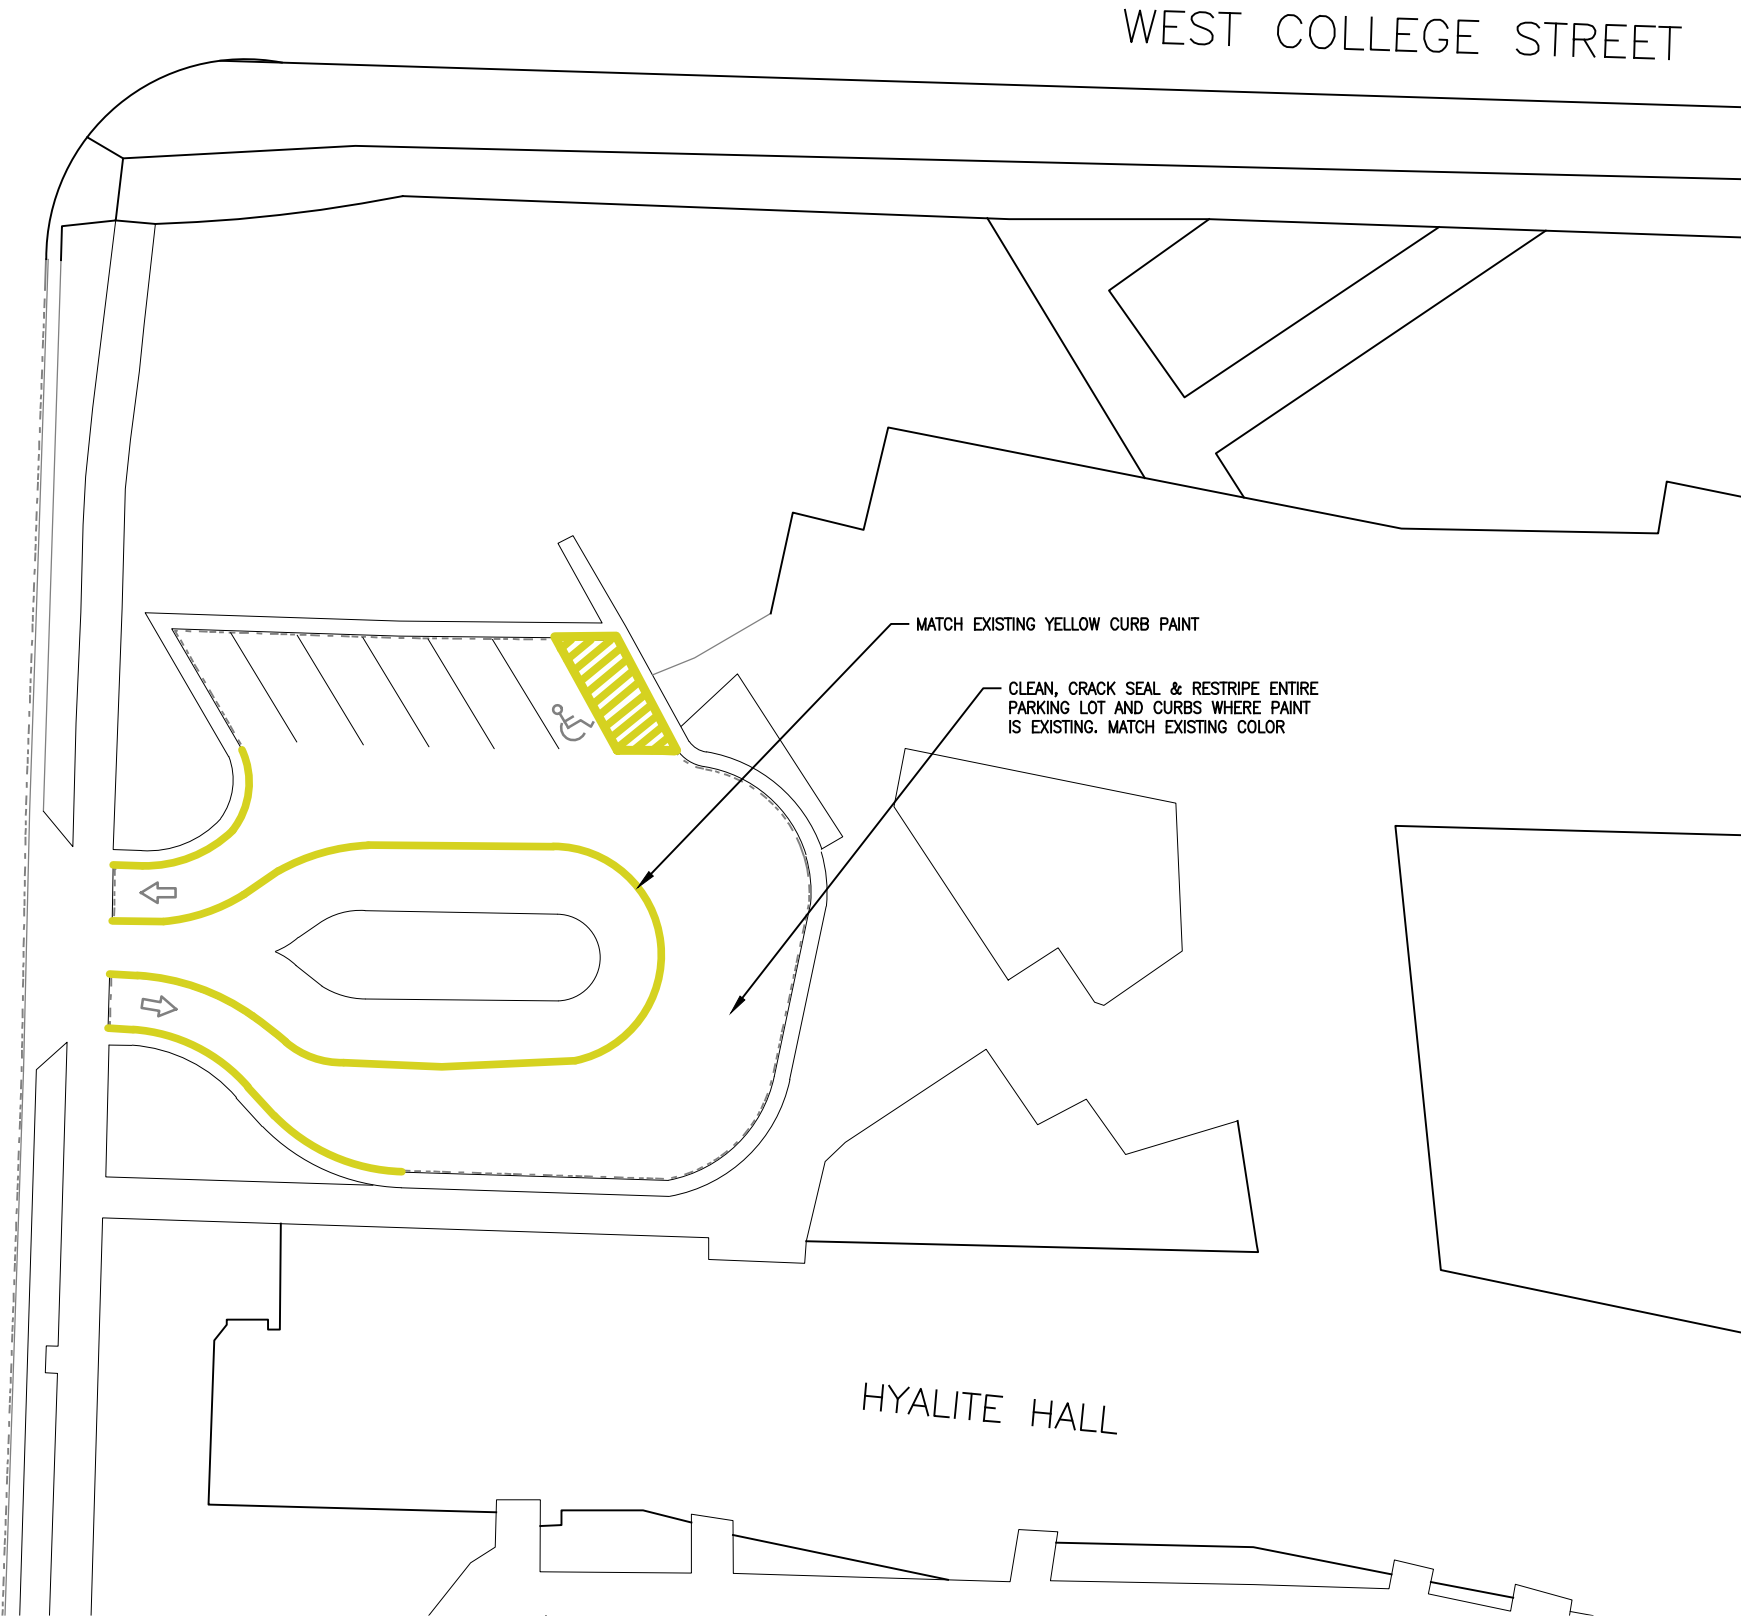 WEST COLLEGE STREET
MATCH EXISTING YELLOW CURB PAINT
CLEAN, CRACK SEAL & RESTRIPE ENTIRE
PARKING LOT AND CURBS WHERE PAINT
IS EXISTING. MATCH EXISTING COLOR
HYALITE HALL